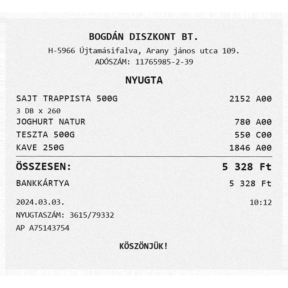 BOGDÁN DISZKONT BT.
H-5966 Újtamásifalva, Arany jános utca 109.
ADÓSZÁM: 11765985-2-39
NYUGTA
SAJT TRAPPISTA 500G 2152 A00
3 DB x 260
JOGHURT NATUR 780 A00
TESZTA 500G 550 C00
KAVE 250G 1846 A00
ÖSSZESEN: 5 328 Ft
BANKKÁRTYA 5 328 Ft
2024.03.03. 10:12
NYUGTASZÁM: 3615/79332
AP A75143754
KÖSZÖNJÜK!